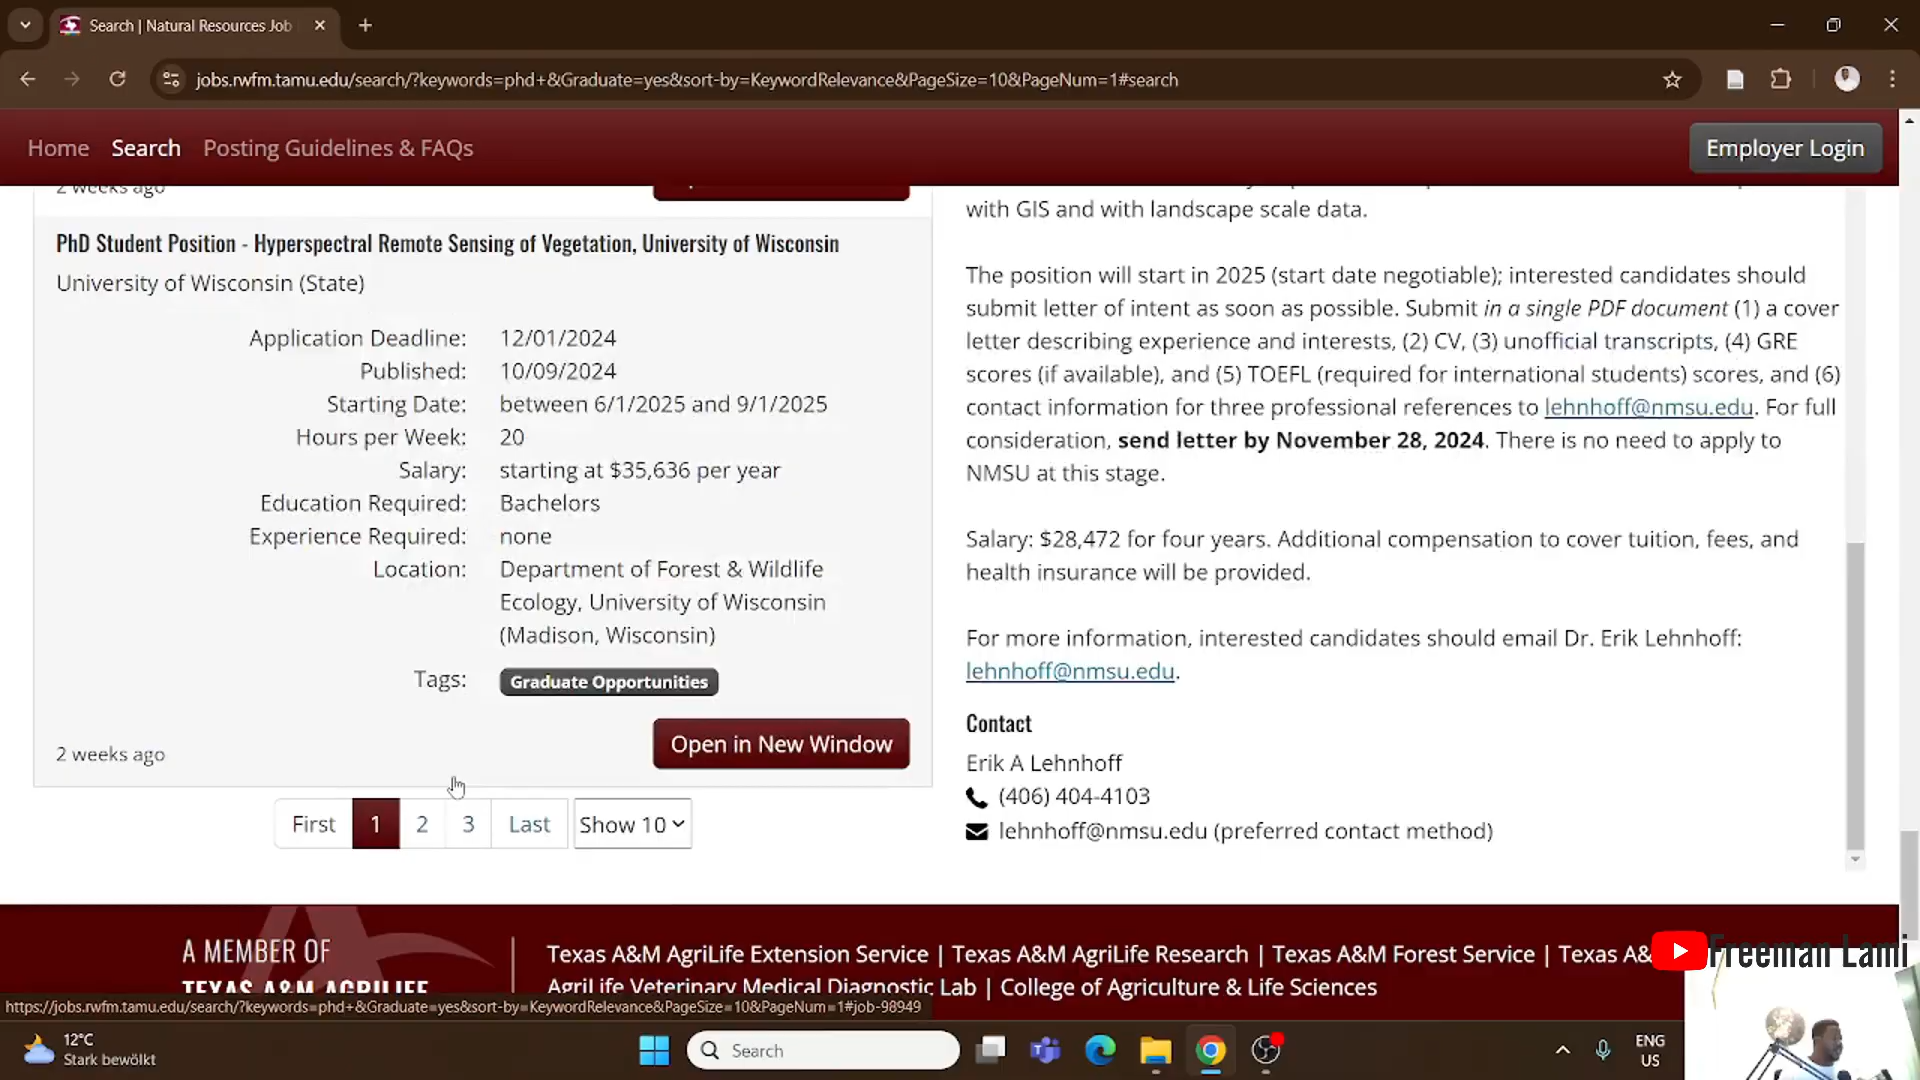 Search | Natural Resources Job
jobs.rwfm.tamu.edu/search/?keywords=phd+&Graduate=yes&sort-by=KeywordRelevance&PageSize=10&PageNum=1#search
Home
Search
Posting Guidelines & FAQs
Employer Login
2 weeks ago
PhD Student Position - Hyperspectral Remote Sensing of Vegetation, University of Wisconsin
University of Wisconsin (State)
Application Deadline: 12/01/2024
Published: 10/09/2024
Starting Date: between 6/1/2025 and 9/1/2025
Hours per Week: 20
Salary: starting at $35,636 per year
Education Required: Bachelors
Experience Required: none
Location: Department of Forest & Wildlife
Ecology, University of Wisconsin
(Madison, Wisconsin)
Tags: Graduate Opportunities
2 weeks ago
Open in New Window
First 1 2 3 Last Show 10
with GIS and with landscape scale data.
The position will start in 2025 (start date negotiable); interested candidates should
submit letter of intent as soon as possible. Submit in a single PDF document (1) a cover
letter describing experience and interests, (2) CV, (3) unofficial transcripts, (4) GRE
scores (if available), and (5) TOEFL (required for international students) scores, and (6)
contact information for three professional references to lehnhoff@nmsu.edu. For full
consideration, send letter by November 28, 2024. There is no need to apply to
NMSU at this stage.
Salary: $28,472 for four years. Additional compensation to cover tuition, fees, and
health insurance will be provided.
For more information, interested candidates should email Dr. Erik Lehnhoff:
lehnhoff@nmsu.edu.
Contact
Erik A Lehnhoff
(406) 404-4103
lehnhoff@nmsu.edu (preferred contact method)
A MEMBER OF
TEXAS A&M AGRILIFE
Texas A&M AgriLife Extension Service | Texas A&M AgriLife Research | Texas A&M Forest Service | Texas A&
AgriLife Veterinary Medical Diagnostic Lab | College of Agriculture & Life Sciences
Freeman Lami
https://jobs.rwfm.tamu.edu/search/?keywords=phd+&Graduate=yes&sort-by=KeywordRelevance&PageSize=10&PageNum=1#job-98949
12°C
Stark bewölkt
Search
ENG
US